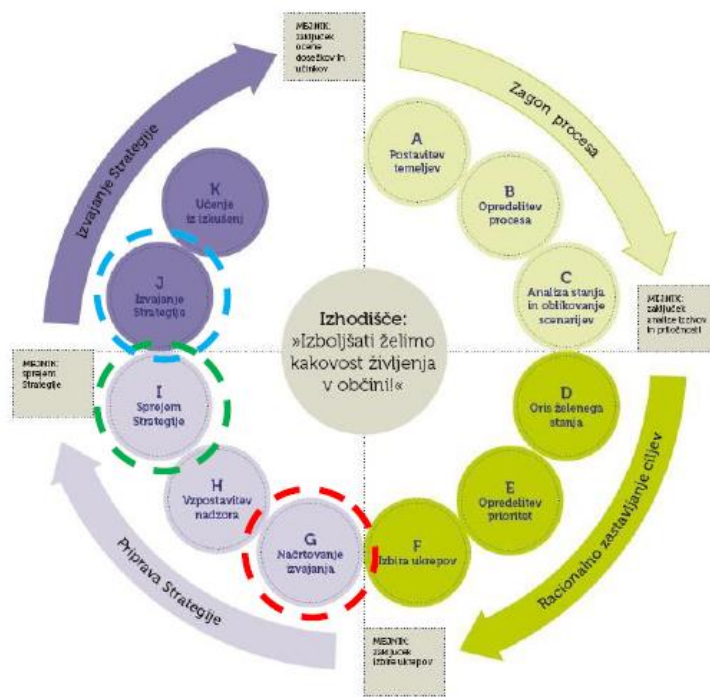 MEJNIK:
zaključek
ocene
dosežkov in
učinkov
Zagon procesa
A
Postavitev
temeljev
B
Opredelitev
procesa
C
Analiza stanja
in oblikovanje
scenarijev
MEJNIK:
zaključek
analize izzivov
in priložnosti
D
Oris želenega
stanja
E
Opredelitev
prioritet
F
Izbira ukrepov
Racionalno zastavljanje ciljev
MEJNIK:
zaključek
izbire ukrepov
G
Načrtovanje
izvajanja
H
Vzpostavitev
nadzora
I
Sprejem
Strategije
Priprava Strategije
MEJNIK:
sprejem
Strategije
J
Izvajanje
Strategije
K
Učenje
iz izkušenj
Izvajanje Strategije
Izhodišče:
»Izboljšati želimo
kakovost življenja
v občini!«